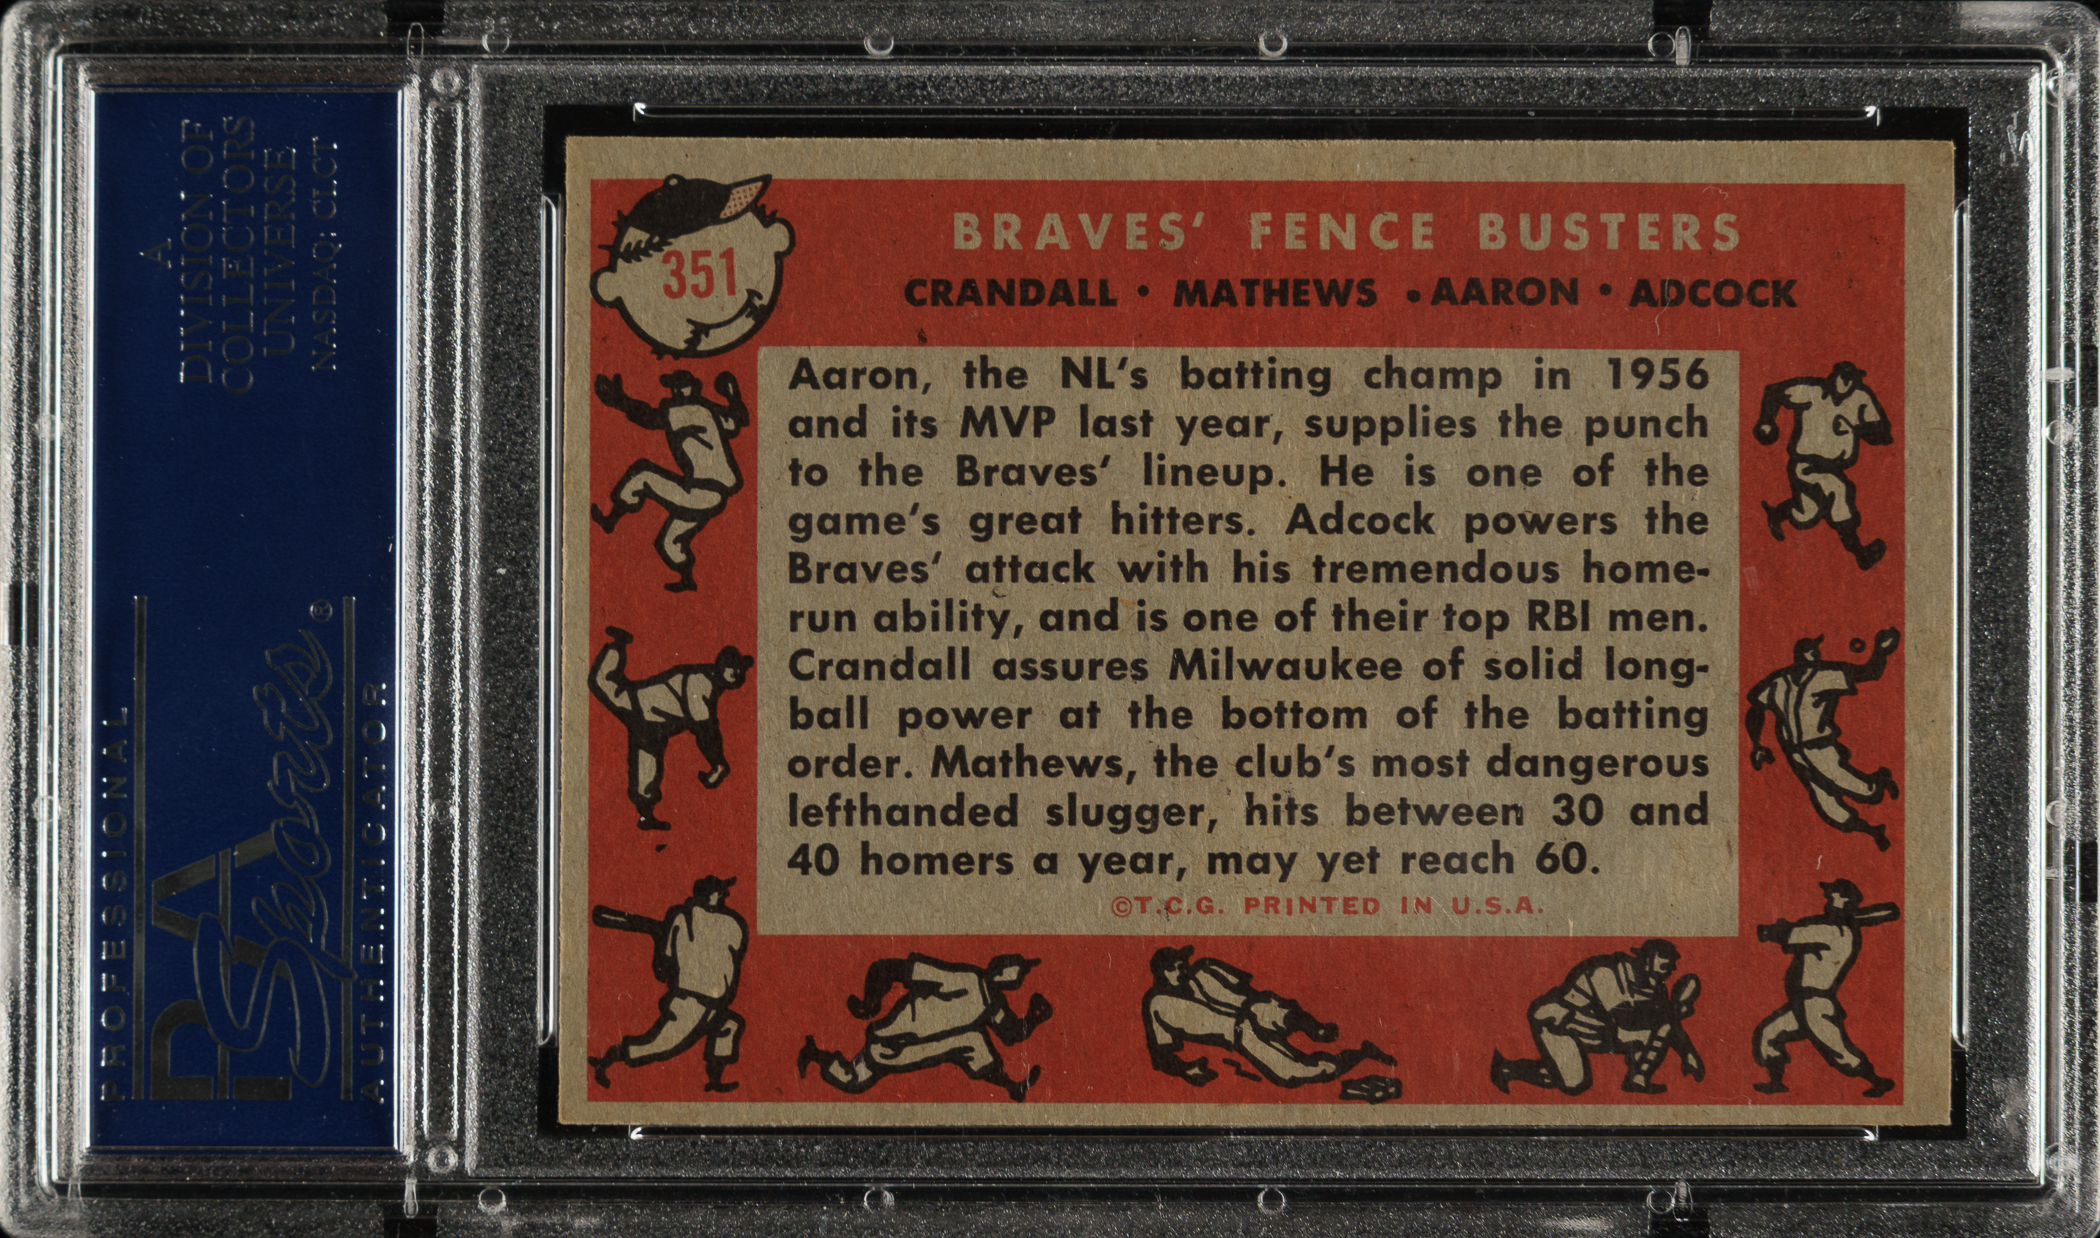 A
DIVISION OF
COLLECTORS
UNIVERSE
NASDAQ: CLCT
PROFESSIONAL
PSA
Sports®
AUTHENTICATOR
351
BRAVES' FENCE BUSTERS
CRANDALL • MATHEWS • AARON • ADCOCK
Aaron, the NL's batting champ in 1956
and its MVP last year, supplies the punch
to the Braves' lineup. He is one of the
game's great hitters. Adcock powers the
Braves' attack with his tremendous home-
run ability, and is one of their top RBI men.
Crandall assures Milwaukee of solid long-
ball power at the bottom of the batting
order. Mathews, the club's most dangerous
lefthanded slugger, hits between 30 and
40 homers a year, may yet reach 60.
©T.C.G. PRINTED IN U.S.A.